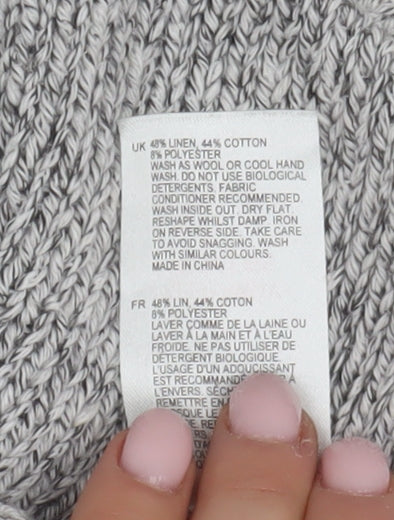 UK 48% LINEN, 44% COTTON
8% POLYESTER
WASH AS WOOL OR COOL HAND
WASH. DO NOT USE BIOLOGICAL
DETERGENTS. FABRIC
CONDITIONER RECOMMENDED.
WASH INSIDE OUT. DRY FLAT.
RESHAPE WHILST DAMP. IRON
ON REVERSE SIDE. TAKE CARE
TO AVOID SNAGGING. WASH
WITH SIMILAR COLOURS.
MADE IN CHINA
FR 48% LIN, 44% COTON
8% POLYESTER
LAVER COMME DE LA LAINE OU
LAVER À LA MAIN ET À L'EAU
FROIDE. NE PAS UTILISER DE
DÉTERGENT BIOLOGIQUE.
L'USAGE D'UN ADOUCISSANT
EST RECOMMANDÉ À
L'ENVERS.
REMETTRE EN
LE